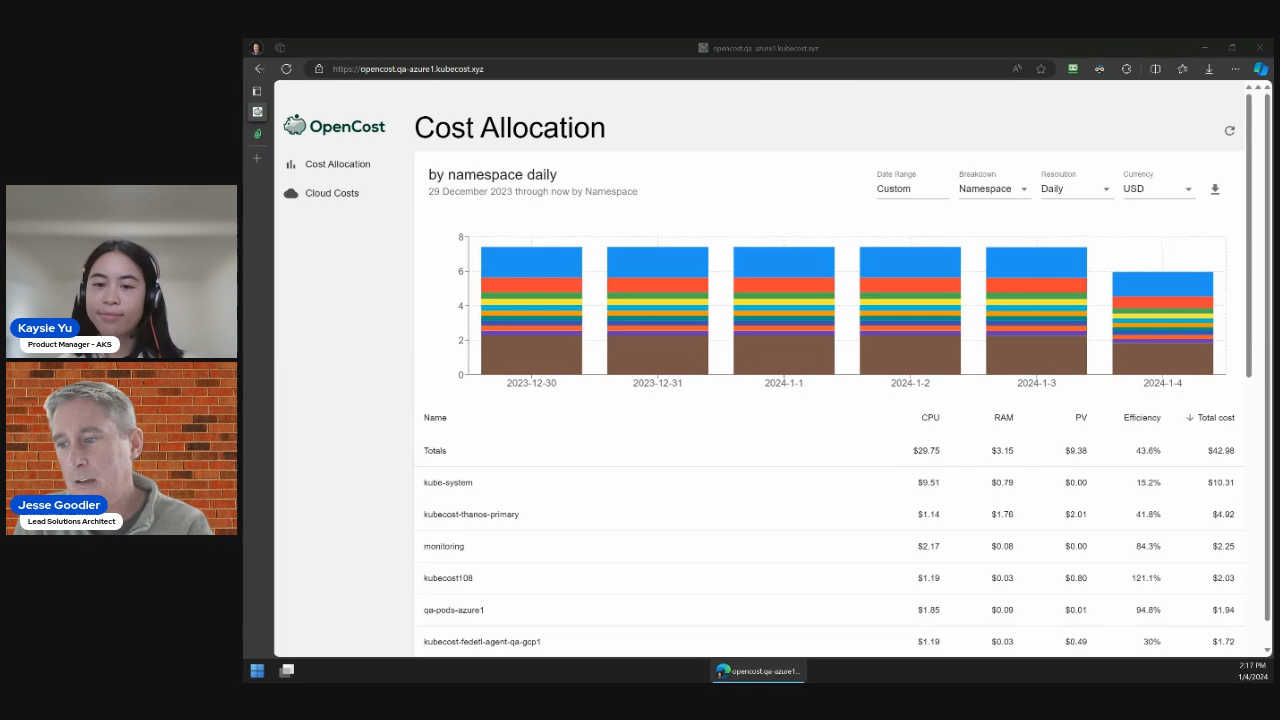 opencost.qa-azure1.kubecost.xyz
https://opencost.qa-azure1.kubecost.xyz
OpenCost
Cost Allocation
Cloud Costs
Cost Allocation
by namespace daily
29 December 2023 through now by Namespace
Date Range Breakdown Resolution Currency
Custom Namespace Daily USD
8
6
4
2
0
2023-12-30 2023-12-31 2024-1-1 2024-1-2 2024-1-3 2024-1-4
Name CPU RAM PV Efficiency Total cost
Totals $29.75 $3.15 $9.38 43.6% $42.98
kube-system $9.51 $0.79 $0.00 15.2% $10.31
kubecost-thanos-primary $1.14 $1.76 $2.01 41.8% $4.92
monitoring $2.17 $0.08 $0.00 84.3% $2.25
kubecost108 $1.19 $0.03 $0.80 121.1% $2.03
qa-pods-azure1 $1.85 $0.09 $0.01 94.8% $1.94
kubecost-fedetl-agent-qa-gcp1 $1.19 $0.03 $0.49 30% $1.72
Kaysie Yu
Product Manager - AKS
Jesse Goodier
Lead Solutions Architect
opencost.qa-azure1...
2:17 PM
1/4/2024